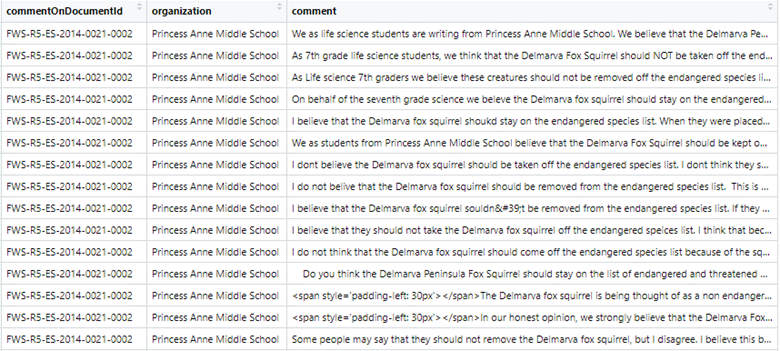 commentOnDocumentId organization comment
FWS-R5-ES-2014-0021-0002 Princess Anne Middle School We as life science students are writing from Princess Anne Middle School. We believe that the Delmarva Pe...
FWS-R5-ES-2014-0021-0002 Princess Anne Middle School As 7th grade life science students, we think that the Delmarva Fox Squirrel should NOT be taken off the end...
FWS-R5-ES-2014-0021-0002 Princess Anne Middle School As Life science 7th graders we believe these creatures should not be removed off the endangered species li...
FWS-R5-ES-2014-0021-0002 Princess Anne Middle School On behalf of the seventh grade science we beleve the Delmarva fox squirrel should stay on the endangered...
FWS-R5-ES-2014-0021-0002 Princess Anne Middle School I believe that the Delmarva fox squirrel shoukd stay on the endangered species list. When they were placed...
FWS-R5-ES-2014-0021-0002 Princess Anne Middle School We as students from Princess Anne Middle School believe that the Delmarva Fox Squirrel should be kept o...
FWS-R5-ES-2014-0021-0002 Princess Anne Middle School I dont believe the Delmarva fox squirrel should be taken off the endangered species list. I dont think they s...
FWS-R5-ES-2014-0021-0002 Princess Anne Middle School I do not belive that the Delmarva fox squirrel should be removed from the endangered species list.  This is ...
FWS-R5-ES-2014-0021-0002 Princess Anne Middle School I believe that the Delmarva fox squirrel souldn&#39;t be removed from the endangered species list. If they ...
FWS-R5-ES-2014-0021-0002 Princess Anne Middle School I believe that they should not take the Delmarva fox squirrel off the endangered speices list. I think that bec...
FWS-R5-ES-2014-0021-0002 Princess Anne Middle School I do not think that the Delmarva fox squirrel should come off the endangered species list because of the sq...
FWS-R5-ES-2014-0021-0002 Princess Anne Middle School Do you think the Delmarva Peninsula Fox Squirrel should stay on the list of endangered and threatened ...
FWS-R5-ES-2014-0021-0002 Princess Anne Middle School <span style='padding-left: 30px'></span>The Delmarva fox squirrel is being thought of as a non endanger...
FWS-R5-ES-2014-0021-0002 Princess Anne Middle School <span style='padding-left: 30px'></span>In our honest opinion, we strongly believe that the Delmarva Fox...
FWS-R5-ES-2014-0021-0002 Princess Anne Middle School Some people may say that they should not remove the Delmarva fox squirrel, but I disagree. I believe this b...